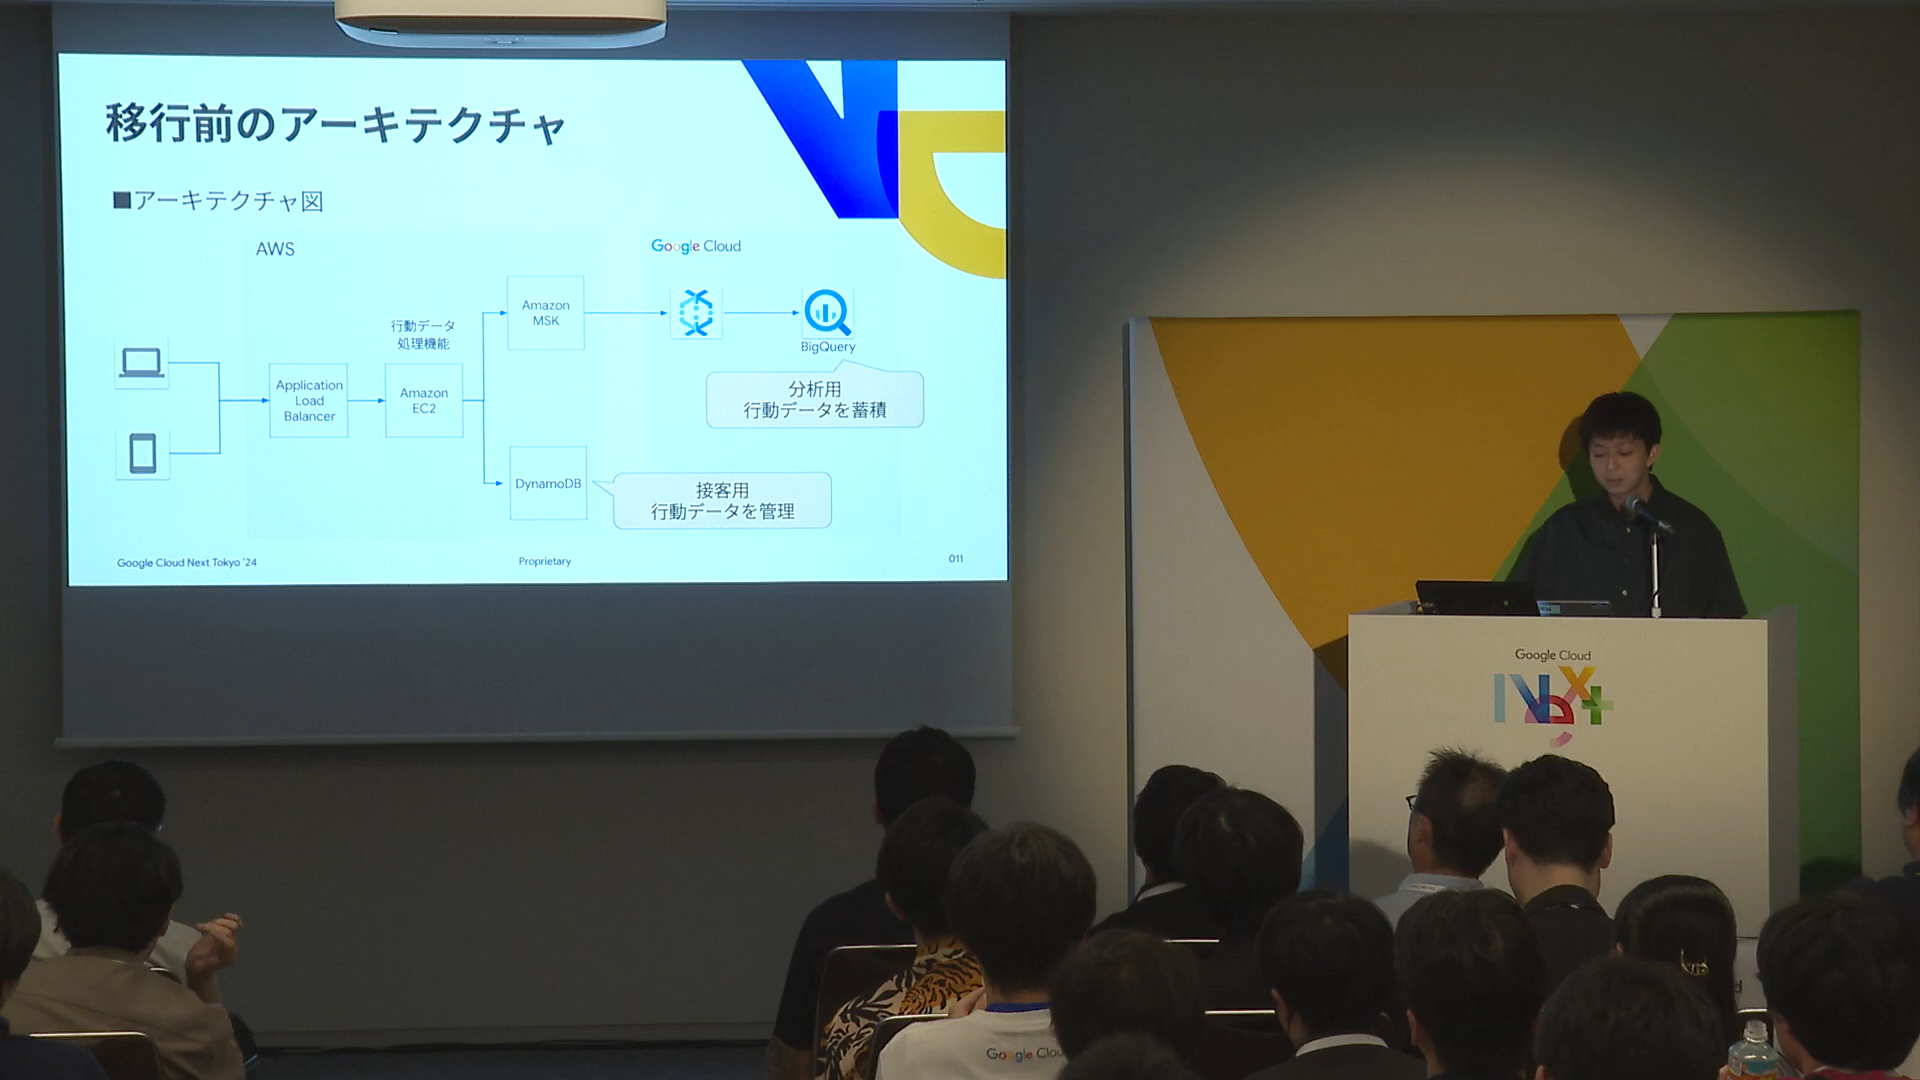 移行前のアーキテクチャ
■アーキテクチャ図
AWS
Google Cloud
行動データ
処理機能
Application
Load
Balancer
Amazon
EC2
Amazon
MSK
DynamoDB
BigQuery
分析用
行動データを蓄積
接客用
行動データを管理
Google Cloud Next Tokyo '24
Proprietary
011
Google Cloud
Next
Google Clou